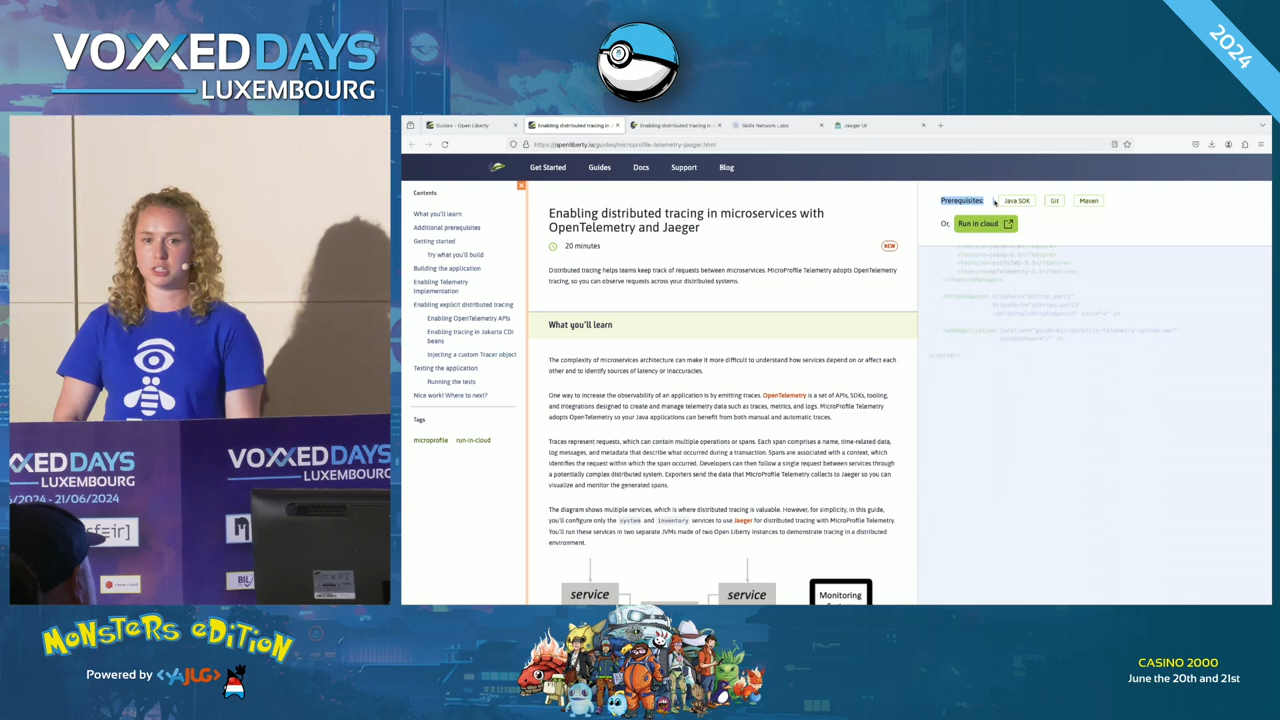 VOXXEDDAYS
LUXEMBOURG
2024
Guides - Open Liberty
Enabling distributed tracing in
Enabling distributed tracing in
Skills Network Labs
Jaeger UI
https://openliberty.io/guides/microprofile-telemetry-jaeger.html
Get Started
Guides
Docs
Support
Blog
Contents
What you'll learn
Additional prerequisites
Getting started
Try what you'll build
Building the application
Enabling Telemetry
implementation
Enabling explicit distributed tracing
Enabling OpenTelemetry APIs
Enabling tracing in Jakarta CDI
beans
Injecting a custom Tracer object
Testing the application
Running the tests
Nice work! Where to next?
Tags
microprofile run-in-cloud
Enabling distributed tracing in microservices with
OpenTelemetry and Jaeger
20 minutes
NEW
Distributed tracing helps teams keep track of requests between microservices. MicroProfile Telemetry adopts OpenTelemetry
tracing, so you can observe requests across your distributed systems.
What you'll learn
The complexity of microservices architecture can make it more difficult to understand how services depend on or affect each
other and to identify sources of latency or inaccuracies.
One way to increase the observability of an application is by emitting traces. OpenTelemetry is a set of APIs, SDKs, tooling,
and integrations designed to create and manage telemetry data such as traces, metrics, and logs. MicroProfile Telemetry
adopts OpenTelemetry so your Java applications can benefit from both manual and automatic traces.
Traces represent requests, which can contain multiple operations or spans. Each span comprises a name, time-related data,
log messages, and metadata that describe what occurred during a transaction. Spans are associated with a context, which
identifies the request within which the span occurred. Developers can then follow a single request between services through
a potentially complex distributed system. Exporters send the data that MicroProfile Telemetry collects to Jaeger so you can
visualize and monitor the generated spans.
The diagram shows multiple services, which is where distributed tracing is valuable. However, for simplicity, in this guide,
you'll configure only the system and inventory services to use Jaeger for distributed tracing with MicroProfile Telemetry.
You'll run these services in two separate JVMs made of two Open Liberty instances to demonstrate tracing in a distributed
environment.
service
service
Monitoring
Prerequisites:
Java SDK
Git
Maven
Or,
Run in cloud
VOXXEDDAYS
LUXEMBOURG
VOXXEDDAYS
LUXEMBOURG
6/2024 - 21/06/2024
BIL
MONSTERS EDITION
Powered by <YAJUG>
CASINO 2000
June the 20th and 21st